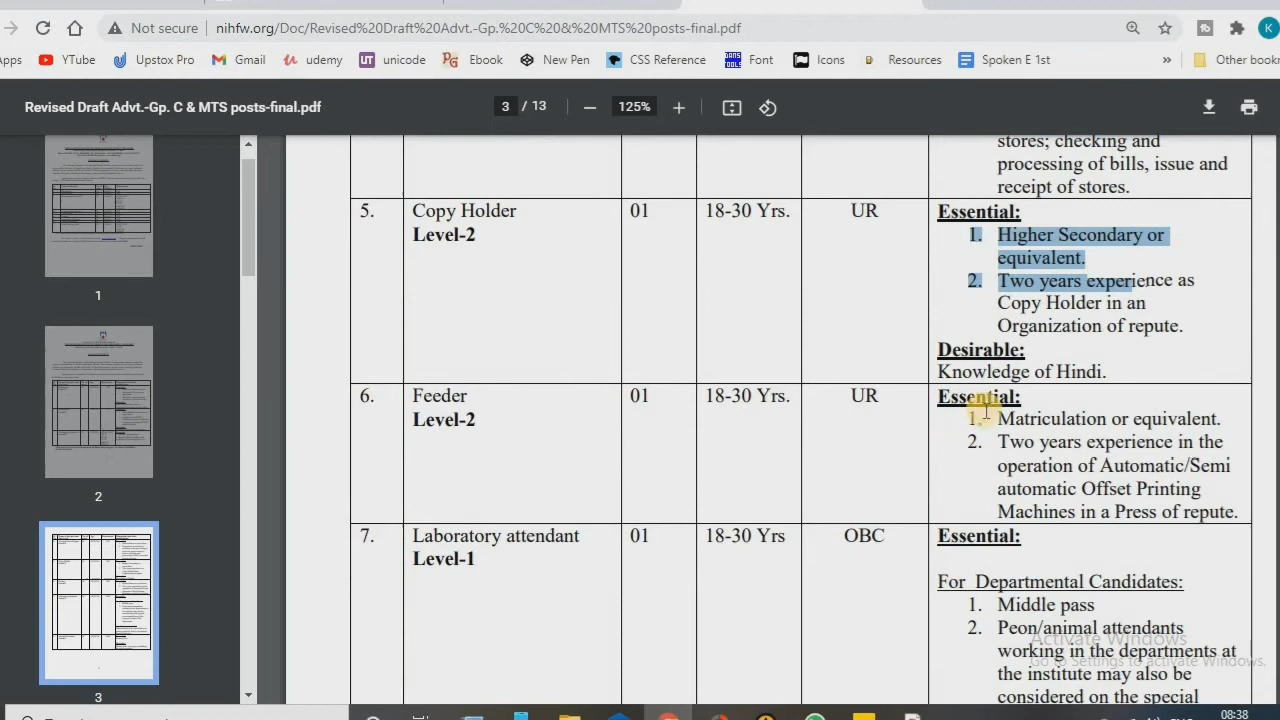 Not secure nihfw.org/Doc/Revised%20Draft%20Advt.-Gp.%20C%20&%20MTS%20posts-final.pdf K
pps YTube Upstox Pro Gmail udemy unicode Ebook New Pen CSS Reference Font Icons Resources Spoken E 1st » Other bookr
Revised Draft Advt.-Gp. C & MTS posts-final.pdf 3 / 13 125%
stores; checking and
processing of bills, issue and
receipt of stores.
5. Copy Holder 01 18-30 Yrs. UR Essential:
Level-2 1. Higher Secondary or
equivalent.
2. Two years experience as
Copy Holder in an
Organization of repute.
Desirable:
Knowledge of Hindi.
6. Feeder 01 18-30 Yrs. UR Essential:
Level-2 1. Matriculation or equivalent.
2. Two years experience in the
operation of Automatic/Semi
automatic Offset Printing
Machines in a Press of repute.
7. Laboratory attendant 01 18-30 Yrs OBC Essential:
Level-1
For Departmental Candidates:
1. Middle pass
2. Peon/animal attendants
working in the departments at
the institute may also be
considered on the special
1
2
3
Activate Windows
Go to Settings to activate Windows.
08:38